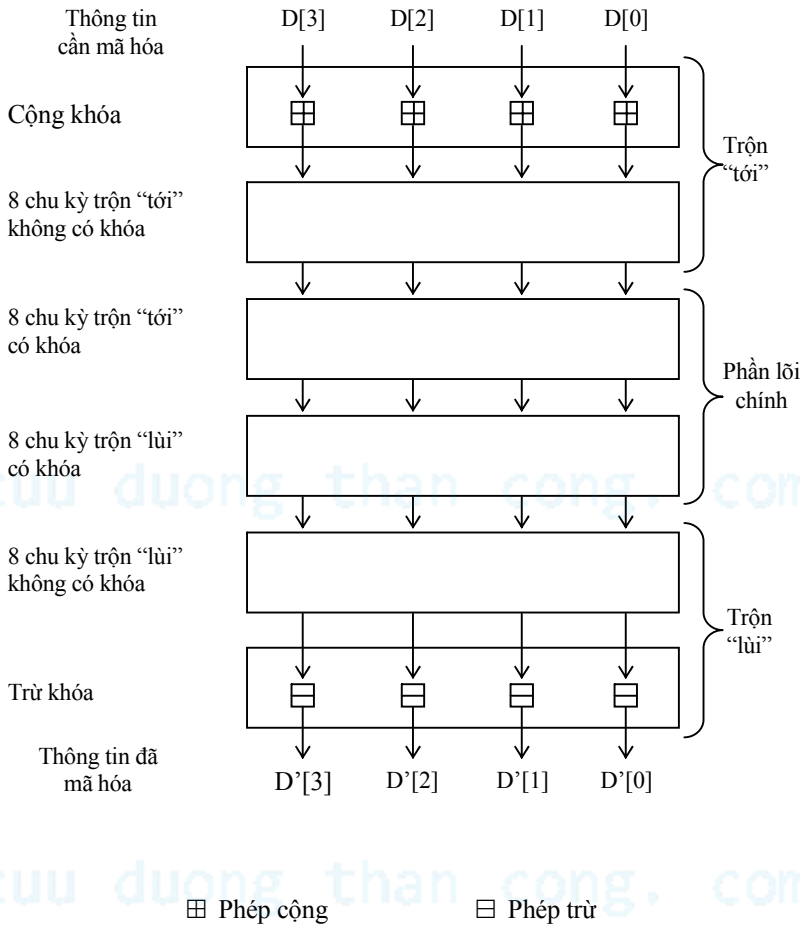 Thông tin
cần mã hóa
D[3] D[2] D[1] D[0]
Cộng khóa
Trộn
“tới”
8 chu kỳ trộn “tới”
không có khóa
8 chu kỳ trộn “tới”
có khóa
Phần lõi
chính
8 chu kỳ trộn “lùi”
có khóa
cuu duong than cong. com
8 chu kỳ trộn “lùi”
không có khóa
Trộn
“lùi”
Trừ khóa
Thông tin đã
mã hóa
D’[3] D’[2] D’[1] D’[0]
cuu duong than cong. com
⊞ Phép cộng ⊟ Phép trừ